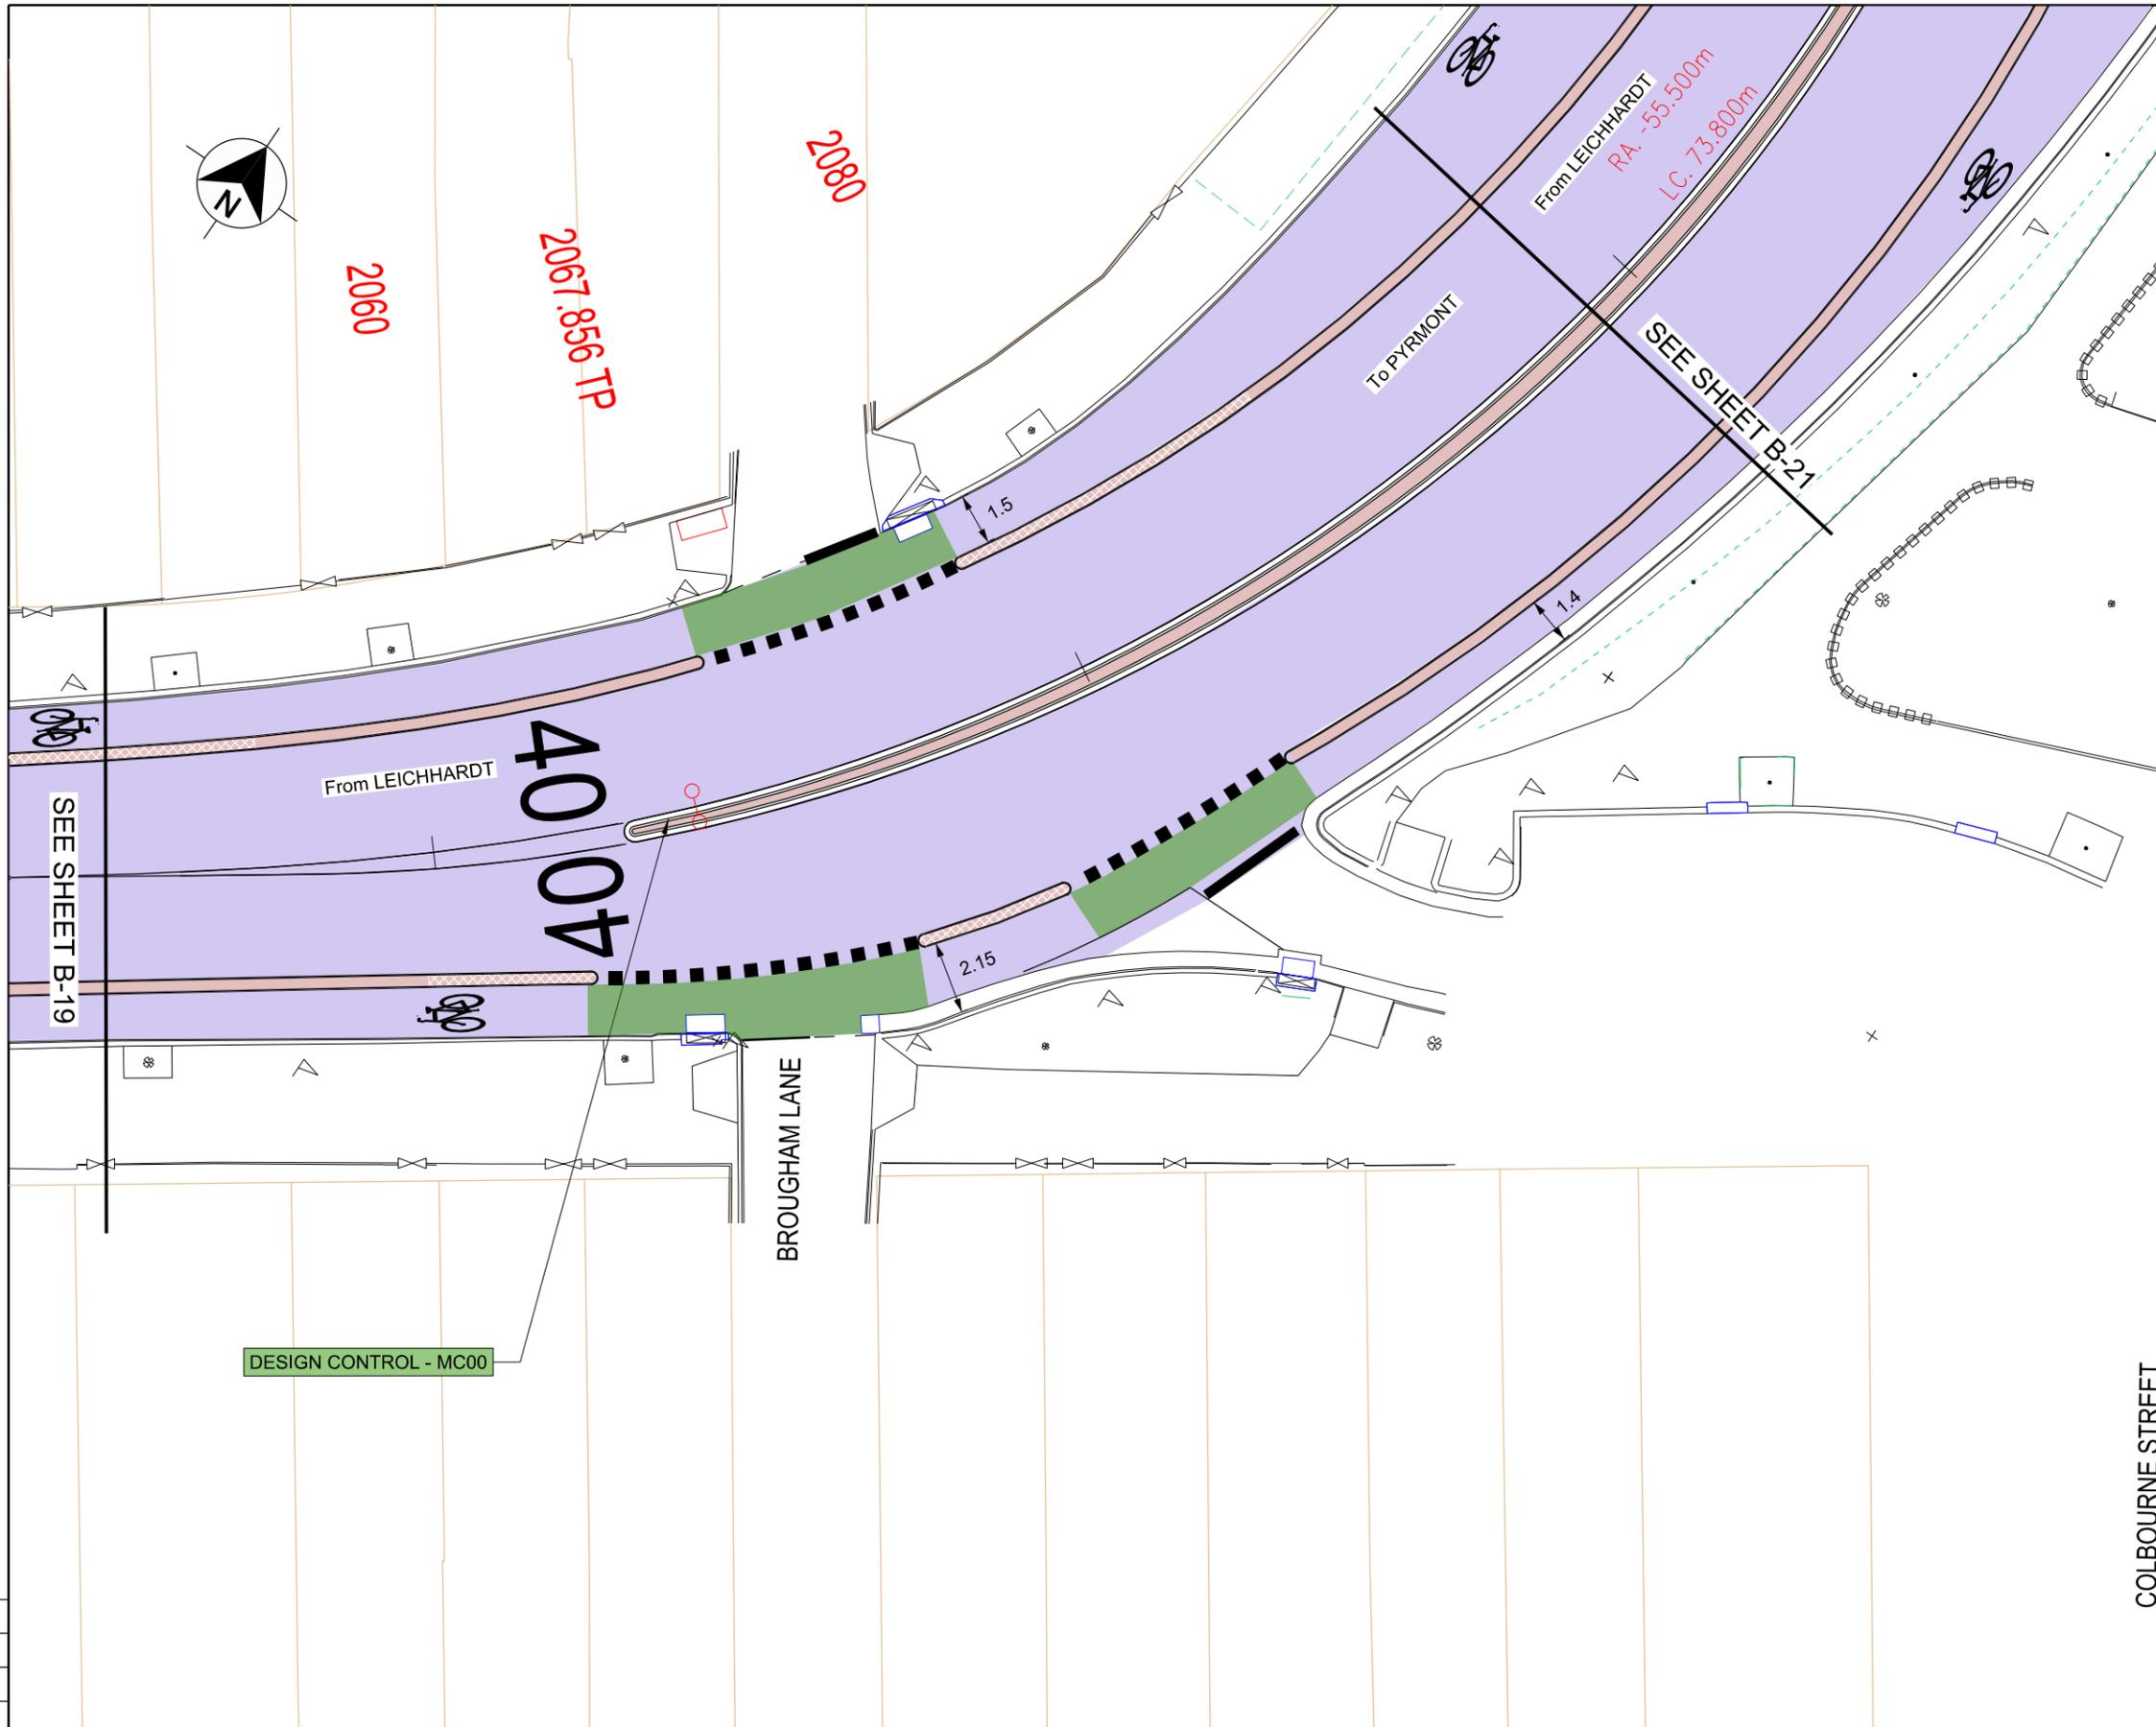 N
2060
2067.856 TP
2080
From LEICHHARDT
RA. -55.500m
LC. 73.800m
To PYRMONT
SEE SHEET B-21
1.5
1.4
From LEICHHARDT
40
40
SEE SHEET B-19
2.15
BROUGHAM LANE
DESIGN CONTROL - MC00
COLBOURNE STREET